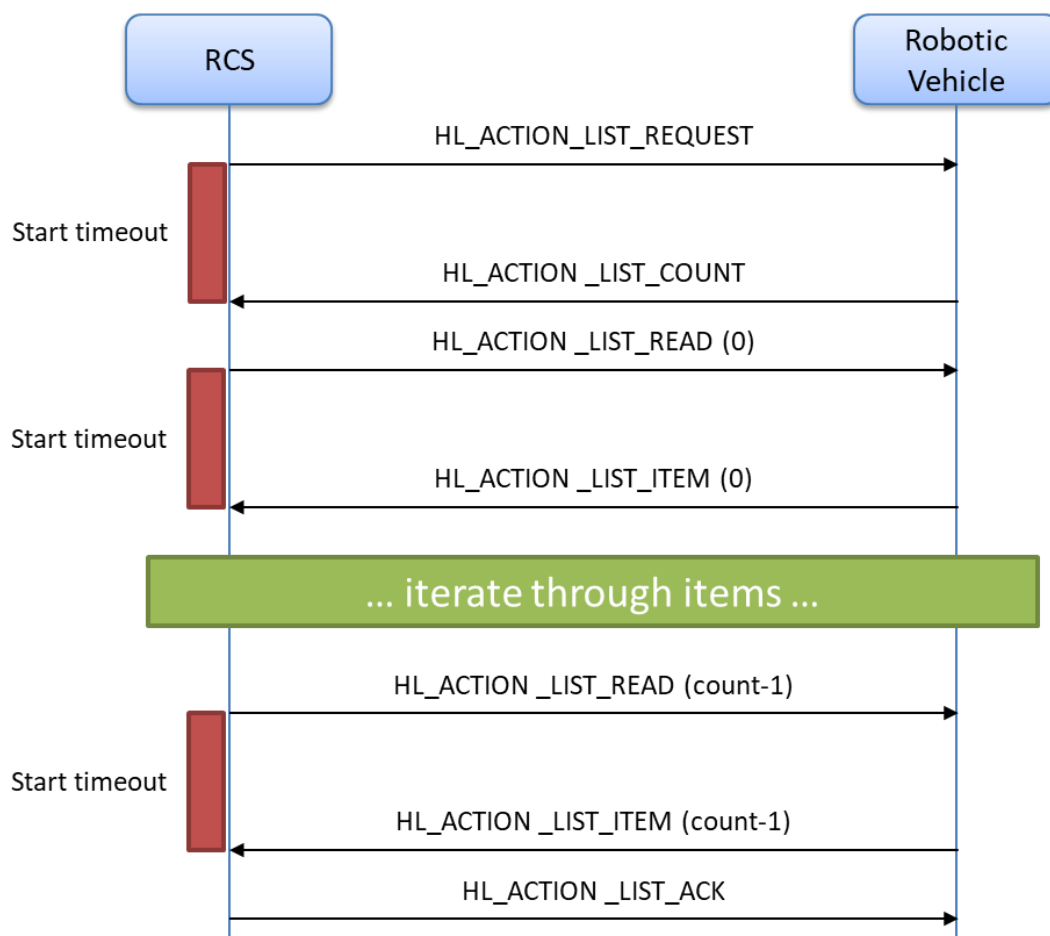 RCS
Robotic
Vehicle
HL_ACTION_LIST_REQUEST
Start timeout
HL_ACTION _LIST_COUNT
HL_ACTION _LIST_READ (0)
Start timeout
HL_ACTION _LIST_ITEM (0)
... iterate through items ...
HL_ACTION _LIST_READ (count-1)
Start timeout
HL_ACTION _LIST_ITEM (count-1)
HL_ACTION _LIST_ACK